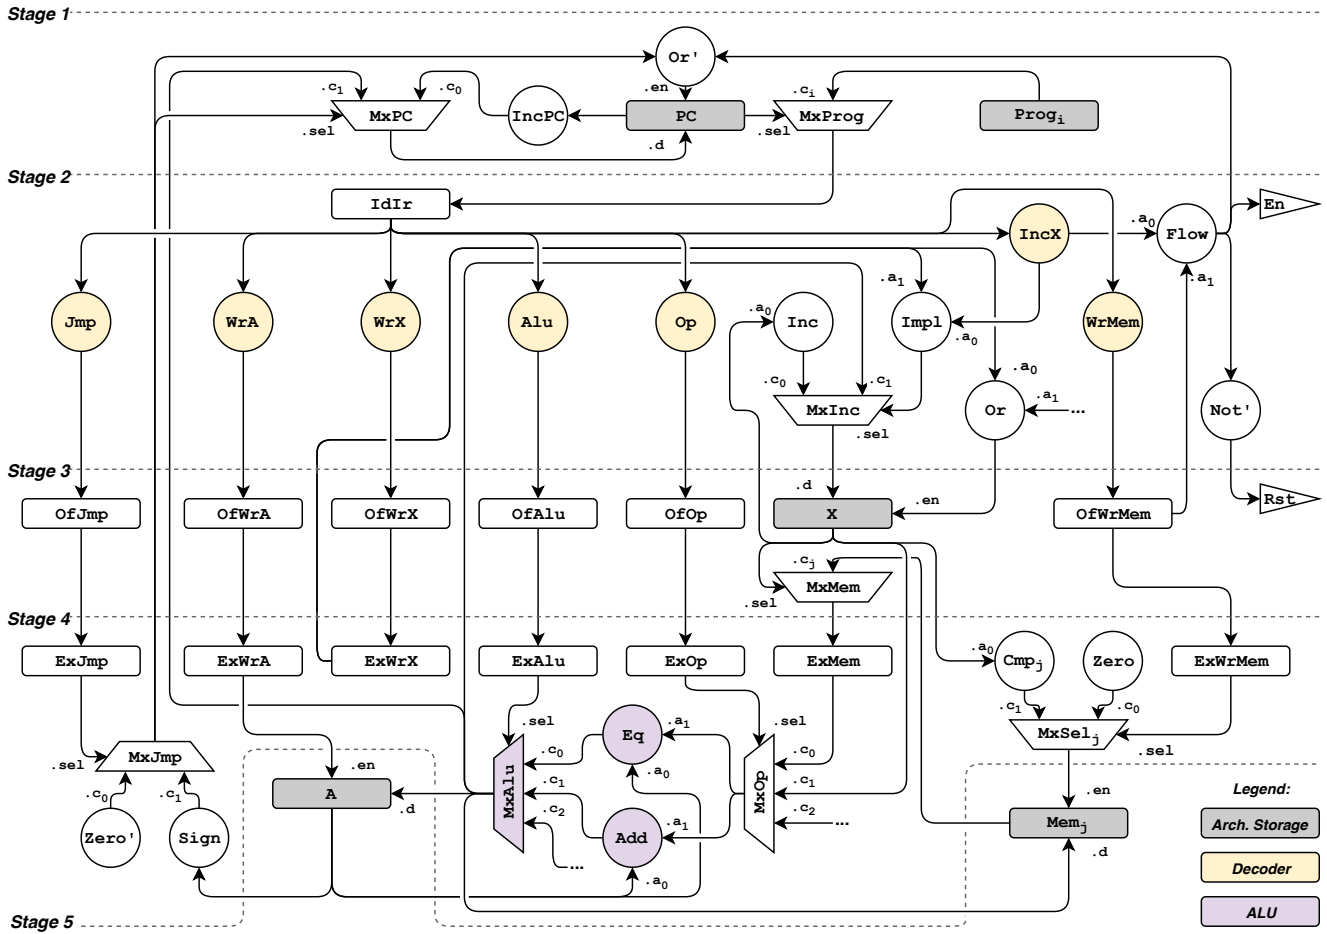 Stage 1
Or'
.c1
.c0
.en
.ci
MxPC
IncPC
PC
MxProg
Progi
.sel
.d
.sel
Stage 2
IdIr
En
.a0
IncX
Flow
.a1
.a1
.a0
Jmp
WrA
WrX
Alu
Op
Inc
Impl
WrMem
.a0
.a0
.c0
.c1
.a1
MxInc
Or
...
Not'
.sel
Stage 3
.d
.en
Rst
OfJmp
OfWrA
OfWrX
OfAlu
OfOp
X
OfWrMem
.cj
MxMem
.sel
Stage 4
.a0
ExJmp
ExWrA
ExWrX
ExAlu
ExOp
ExMem
Cmpj
Zero
ExWrMem
.c1
.c0
.sel
.a1
.sel
Eq
MxSelj
.sel
MxJmp
.c0
.c0
.sel
.en
.a0
.c0
.c1
A
MxAlu
.c1
MxOp
.c1
.en
Legend:
.d
.c2
.a1
.c2
...
Memj
Arch. Storage
Zero'
Sign
Add
.d
...
.a0
Decoder
Stage 5
ALU